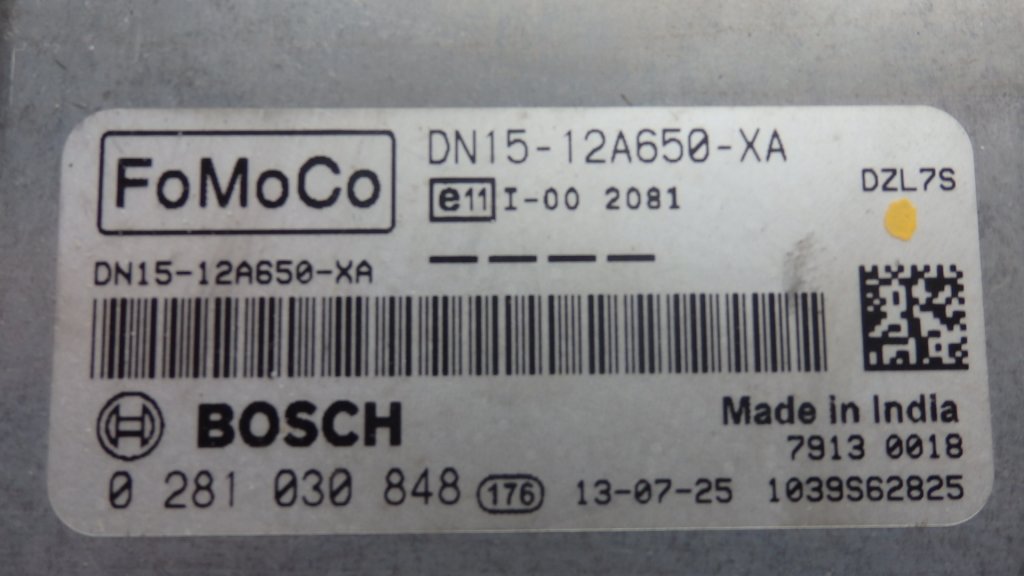 FoMoCo
DN15-12A650-XA
e11 I-00 2081
DZL7S
DN15-12A650-XA
BOSCH
Made in India
7913 0018
0 281 030 848 176 13-07-25 1039S62825